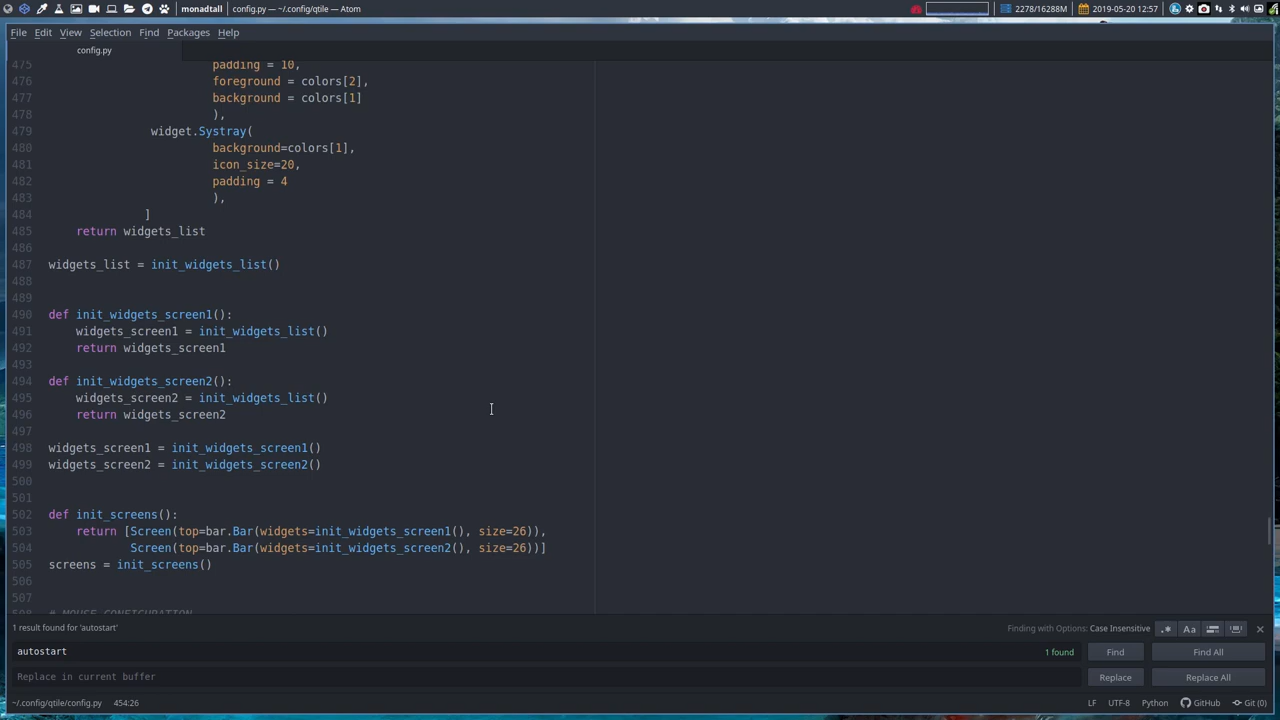 monadtall config.py — ~/.config/qtile — Atom 2278/16288M 2019-05-20 12:57
File Edit View Selection Find Packages Help
config.py
475 padding = 10,
476 foreground = colors[2],
477 background = colors[1]
478 ),
479 widget.Systray(
480 background=colors[1],
481 icon_size=20,
482 padding = 4
483 ),
484 ]
485 return widgets_list
486
487 widgets_list = init_widgets_list()
488
489
490 def init_widgets_screen1():
491 widgets_screen1 = init_widgets_list()
492 return widgets_screen1
493
494 def init_widgets_screen2():
495 widgets_screen2 = init_widgets_list()
496 return widgets_screen2
497
498 widgets_screen1 = init_widgets_screen1()
499 widgets_screen2 = init_widgets_screen2()
500
501
502 def init_screens():
503 return [Screen(top=bar.Bar(widgets=init_widgets_screen1(), size=26)),
504 Screen(top=bar.Bar(widgets=init_widgets_screen2(), size=26))]
505 screens = init_screens()
506
507
508 # MOUSE CONFIGURATION
1 result found for 'autostart' Finding with Options: Case Insensitive .* Aa
autostart 1 found Find Find All
Replace in current buffer Replace Replace All
~/.config/qtile/config.py 454:26 LF UTF-8 Python GitHub Git (0)